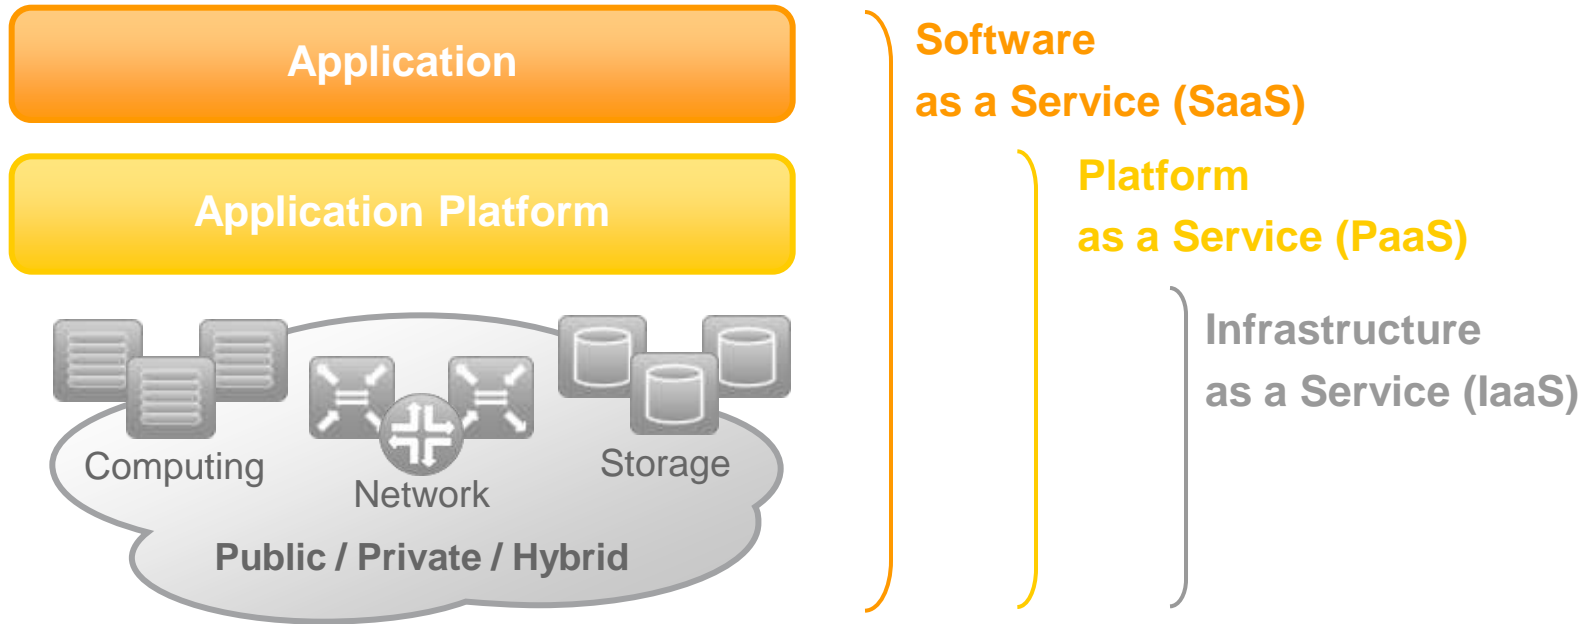 Application
Application Platform
Computing
Network
Storage
Public / Private / Hybrid
Software
as a Service (SaaS)
Platform
as a Service (PaaS)
Infrastructure
as a Service (IaaS)